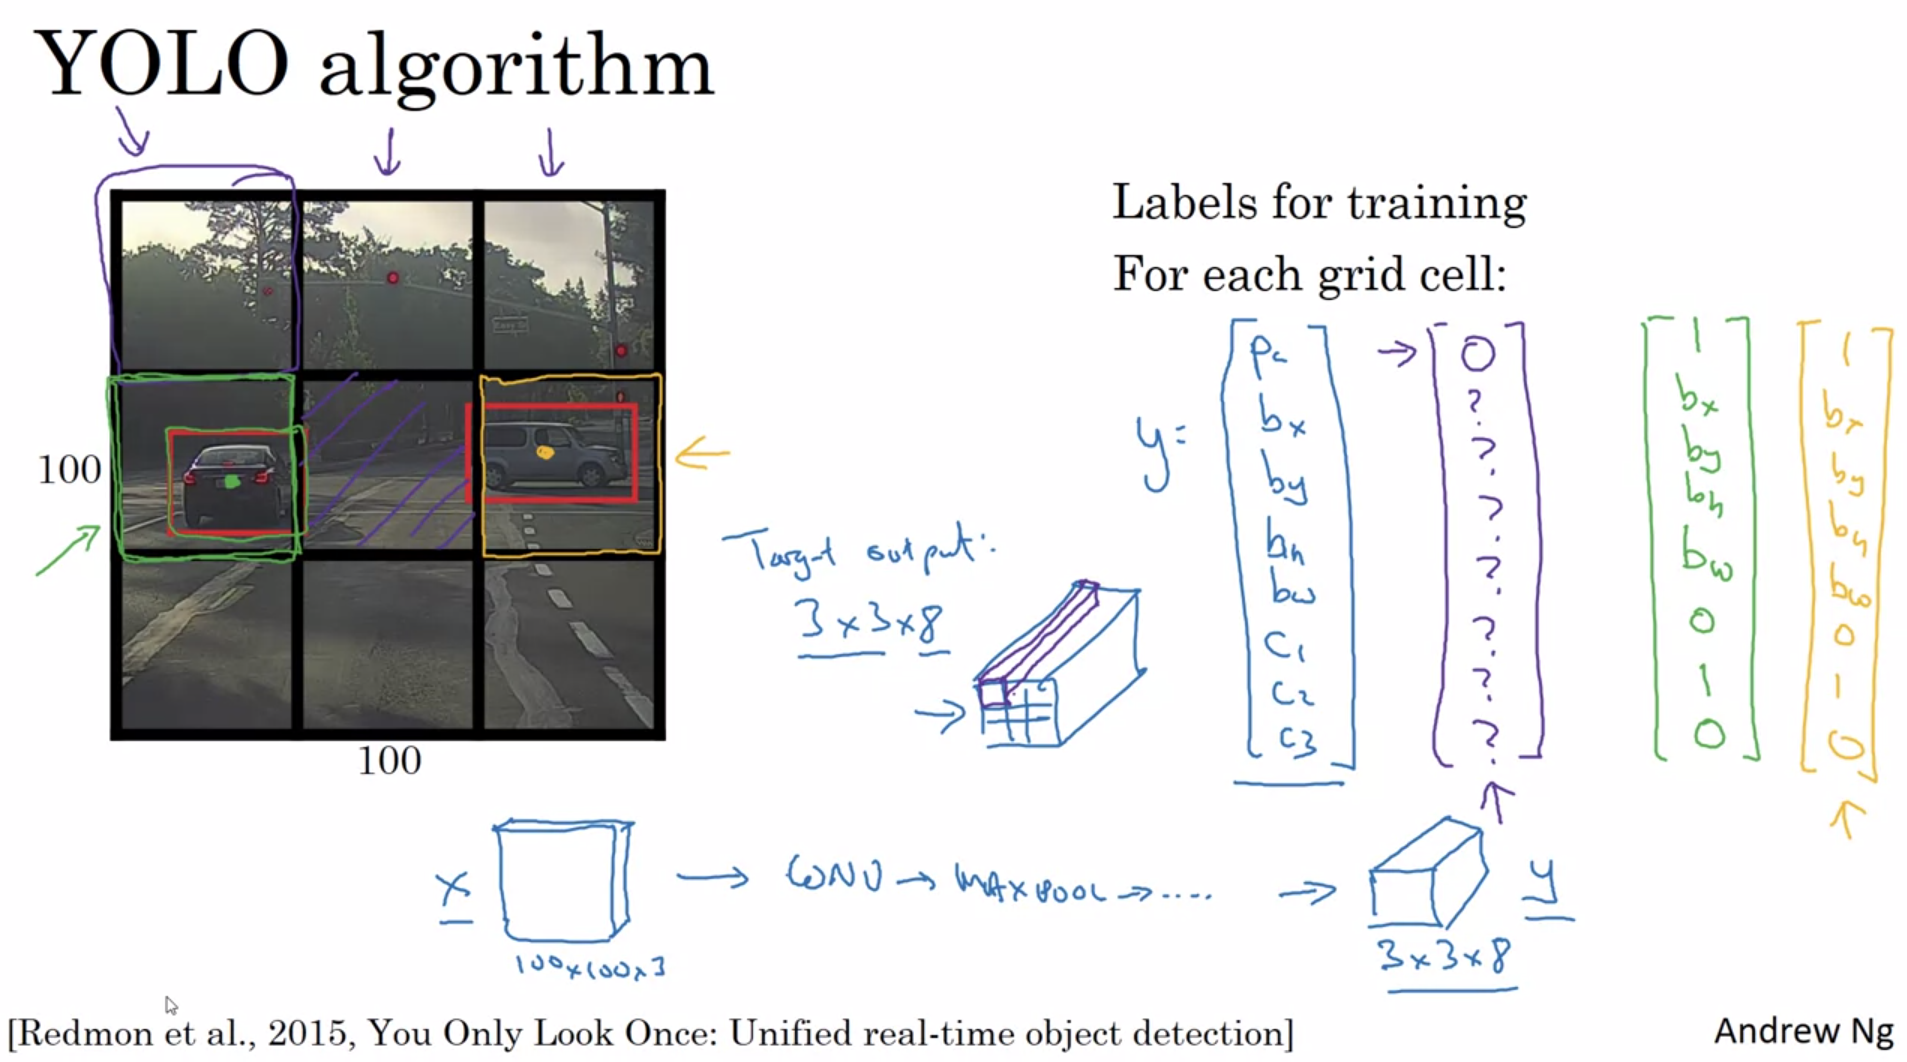 YOLO algorithm
Labels for training
For each grid cell:
100
100
Target output:
3 x 3 x 8
y =
Pc
bx
by
bh
bw
C1
C2
C3
0
?
?
?
?
?
?
?
1
bx
by
bh
bw
0
1
0
1
bx
by
bh
bw
0
1
0
x
100x100x3
→ CONV → MAXPOOL → ..... →
y
3 x 3 x 8
[Redmon et al., 2015, You Only Look Once: Unified real-time object detection]
Andrew Ng